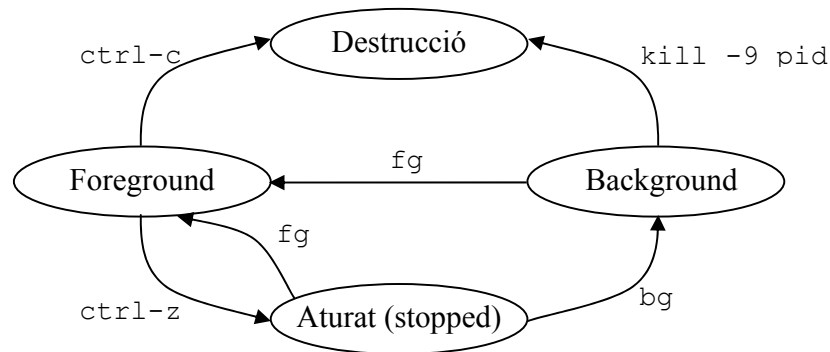 Destrucció
ctrl-c
kill -9 pid
Foreground
fg
Background
fg
ctrl-z
Aturat (stopped)
bg